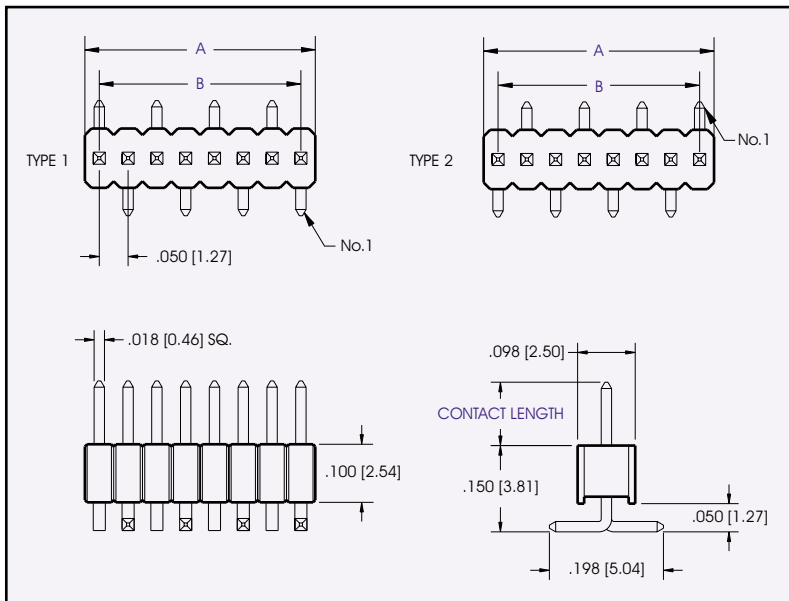 A
A
B
B
No.1
TYPE 1
TYPE 2
No.1
.050 [1.27]
.018 [0.46] SQ.
.098 [2.50]
CONTACT LENGTH
.100 [2.54]
.150 [3.81]
.050 [1.27]
.198 [5.04]